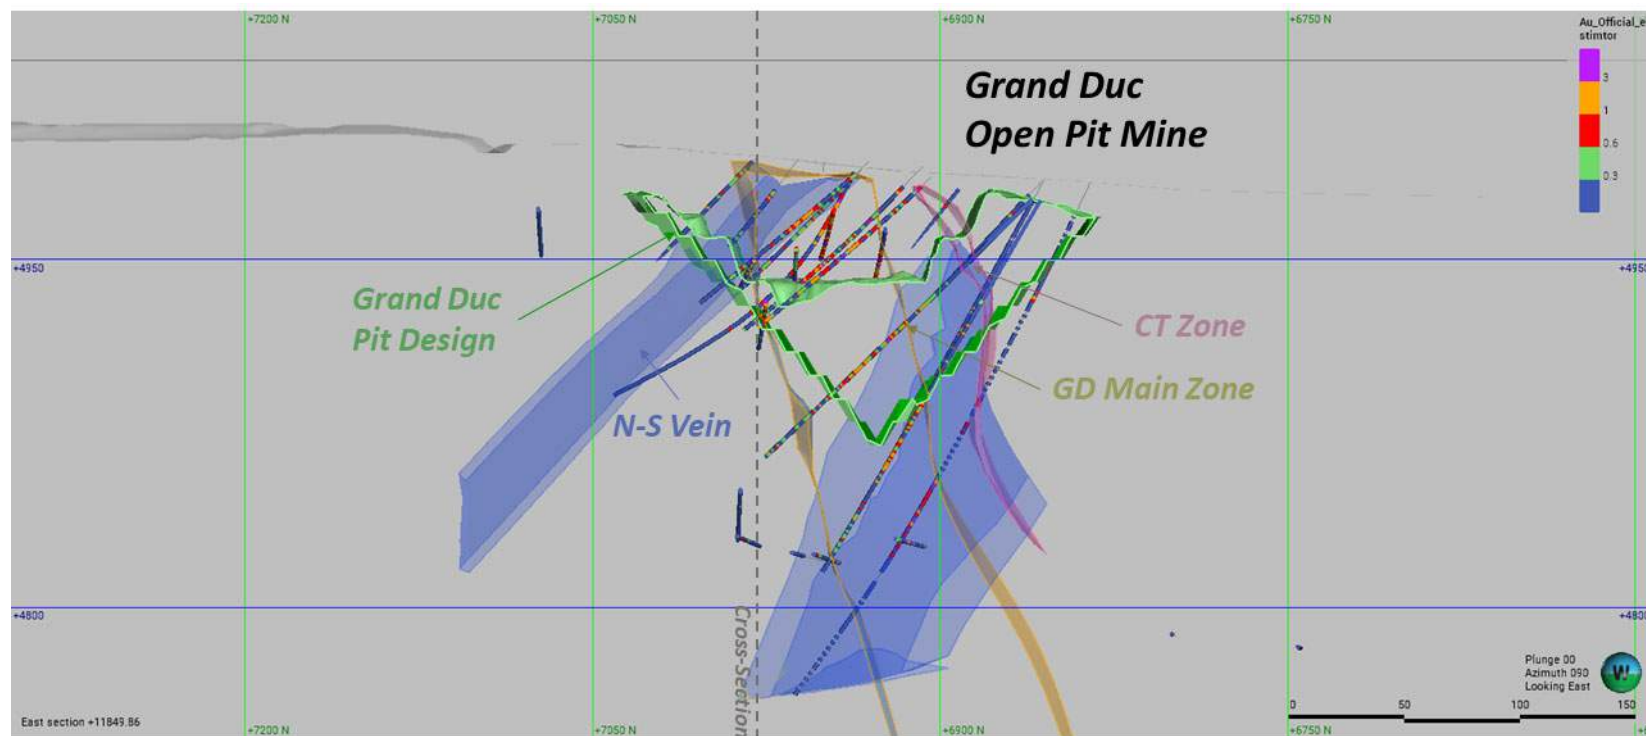 +7200 N
+7050 N
+6900 N
+6750 N
Au_Official_e
stimtor
3
1
0.6
0.3
Grand Duc
Open Pit Mine
+4950
+4950
Grand Duc
Pit Design
CT Zone
GD Main Zone
N-S Vein
+4800
+4800
Cross-Section
Plunge 00
Azimuth 090
Looking East
W
0
50
100
150
East section +11849.86
+7200 N
+7050 N
+6900 N
+6750 N